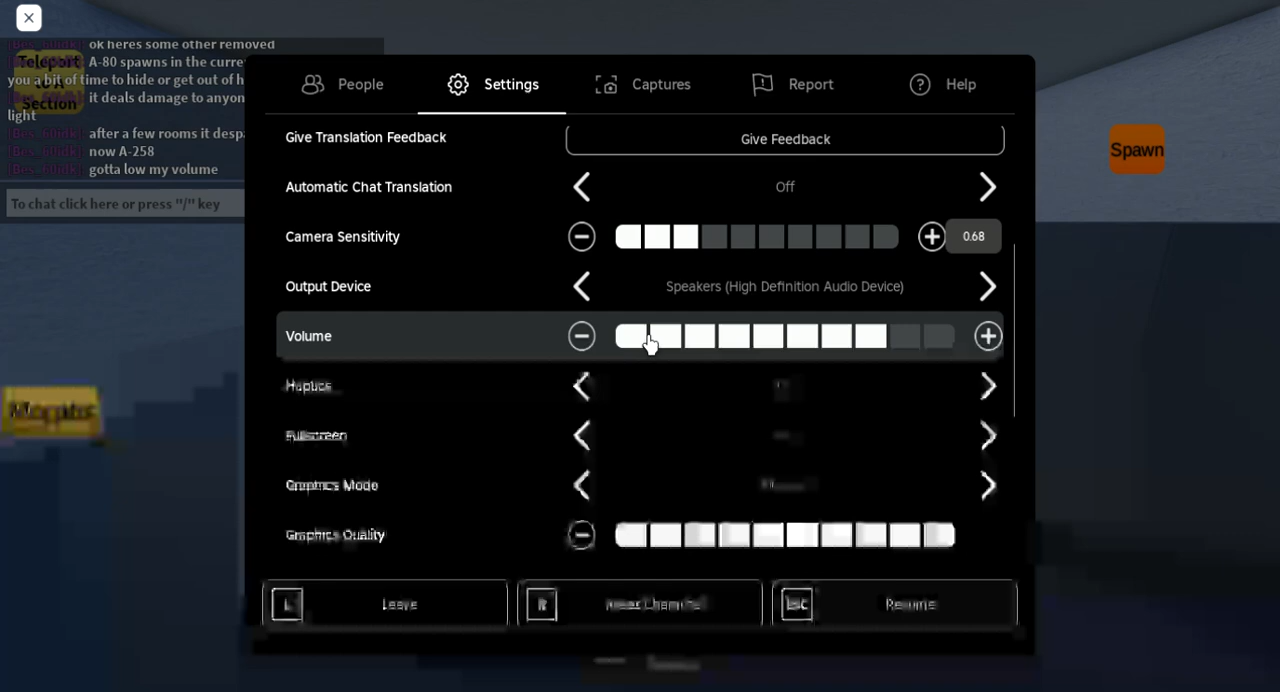 ok heres some other removed
A-80 spawns in the curre
you a bit of time to hide or get out of h
it deals damage to anyon
light
after a few rooms it desp
now A-258
gotta low my volume
To chat click here or press "/" key
Teleport
to A
Section
Morphs
Spawn
People
Settings
Captures
Report
Help
Give Translation Feedback
Give Feedback
Automatic Chat Translation
Off
Camera Sensitivity
0.68
Output Device
Speakers (High Definition Audio Device)
Volume
Haptics
Fullscreen
Graphics Mode
Graphics Quality
L
Leave
R
ESC
Resume